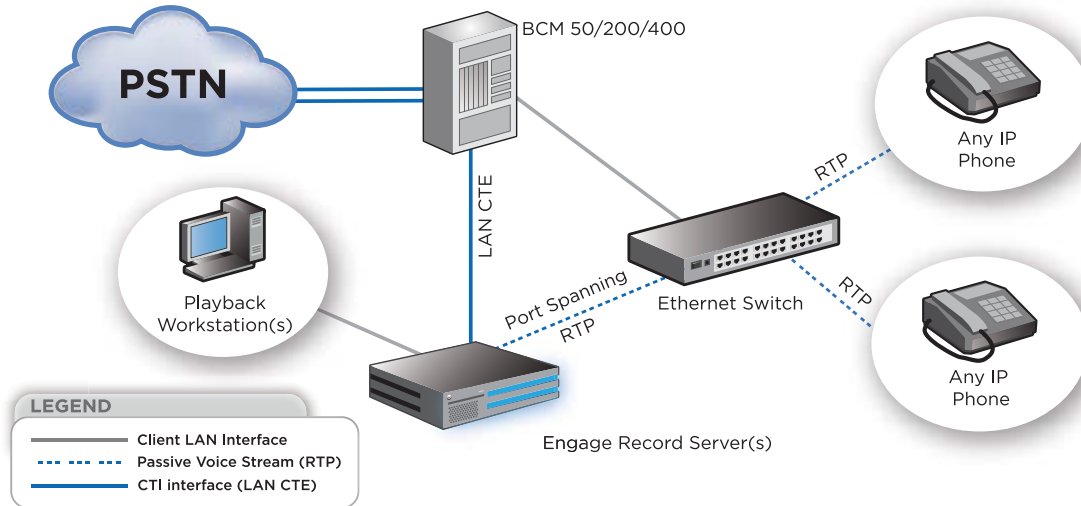 BCM 50/200/400
PSTN
Any IP
Phone
RTP
LAN CTE
Playback
Workstation(s)
Port Spanning
RTP
Ethernet Switch
RTP
Any IP
Phone
Engage Record Server(s)
LEGEND
Client LAN Interface
Passive Voice Stream (RTP)
CTI interface (LAN CTE)